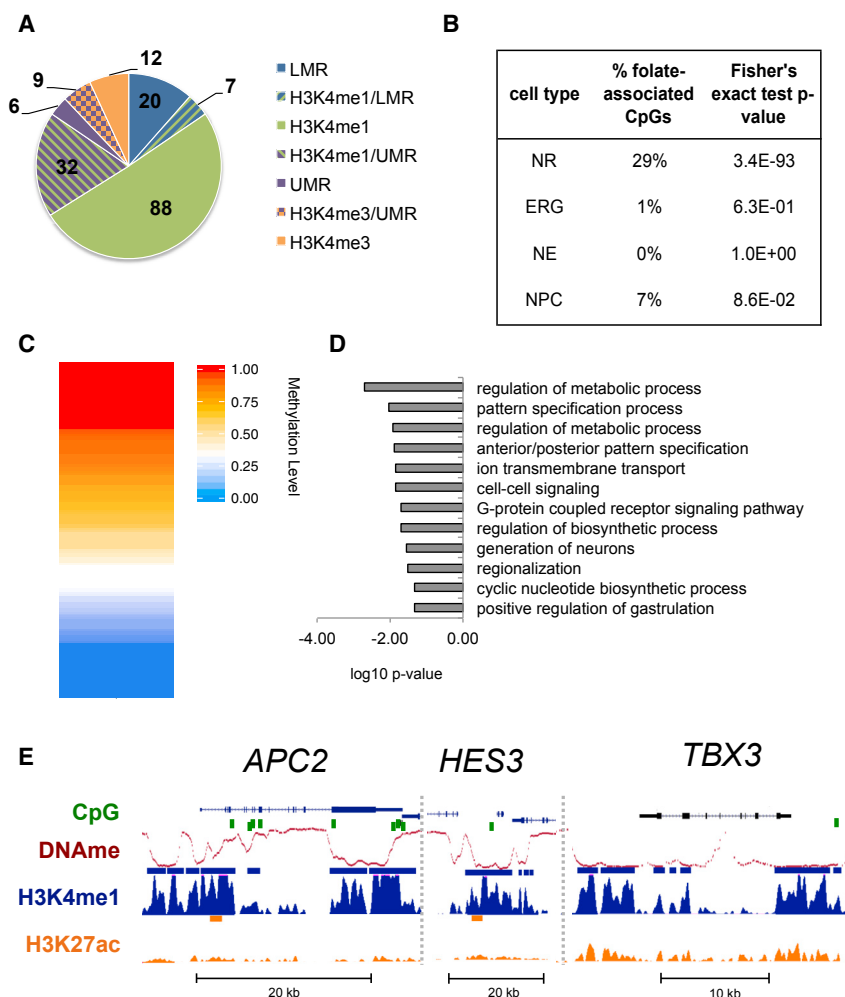 A
12
9
6
20
7
32
88
LMR
H3K4me1/LMR
H3K4me1
H3K4me1/UMR
UMR
H3K4me3/UMR
H3K4me3
B
cell type
% folate-
associated
CpGs
Fisher's
exact test p-
value
NR 29% 3.4E-93
ERG 1% 6.3E-01
NE 0% 1.0E+00
NPC 7% 8.6E-02
C
1.00
0.75
0.50
0.25
0.00
Methylation Level
D
regulation of metabolic process
pattern specification process
regulation of metabolic process
anterior/posterior pattern specification
ion transmembrane transport
cell-cell signaling
G-protein coupled receptor signaling pathway
regulation of biosynthetic process
generation of neurons
regionalization
cyclic nucleotide biosynthetic process
positive regulation of gastrulation
-4.00 -2.00 0.00
log10 p-value
E
APC2 HES3 TBX3
CpG
DNAme
H3K4me1
H3K27ac
20 kb 20 kb 10 kb